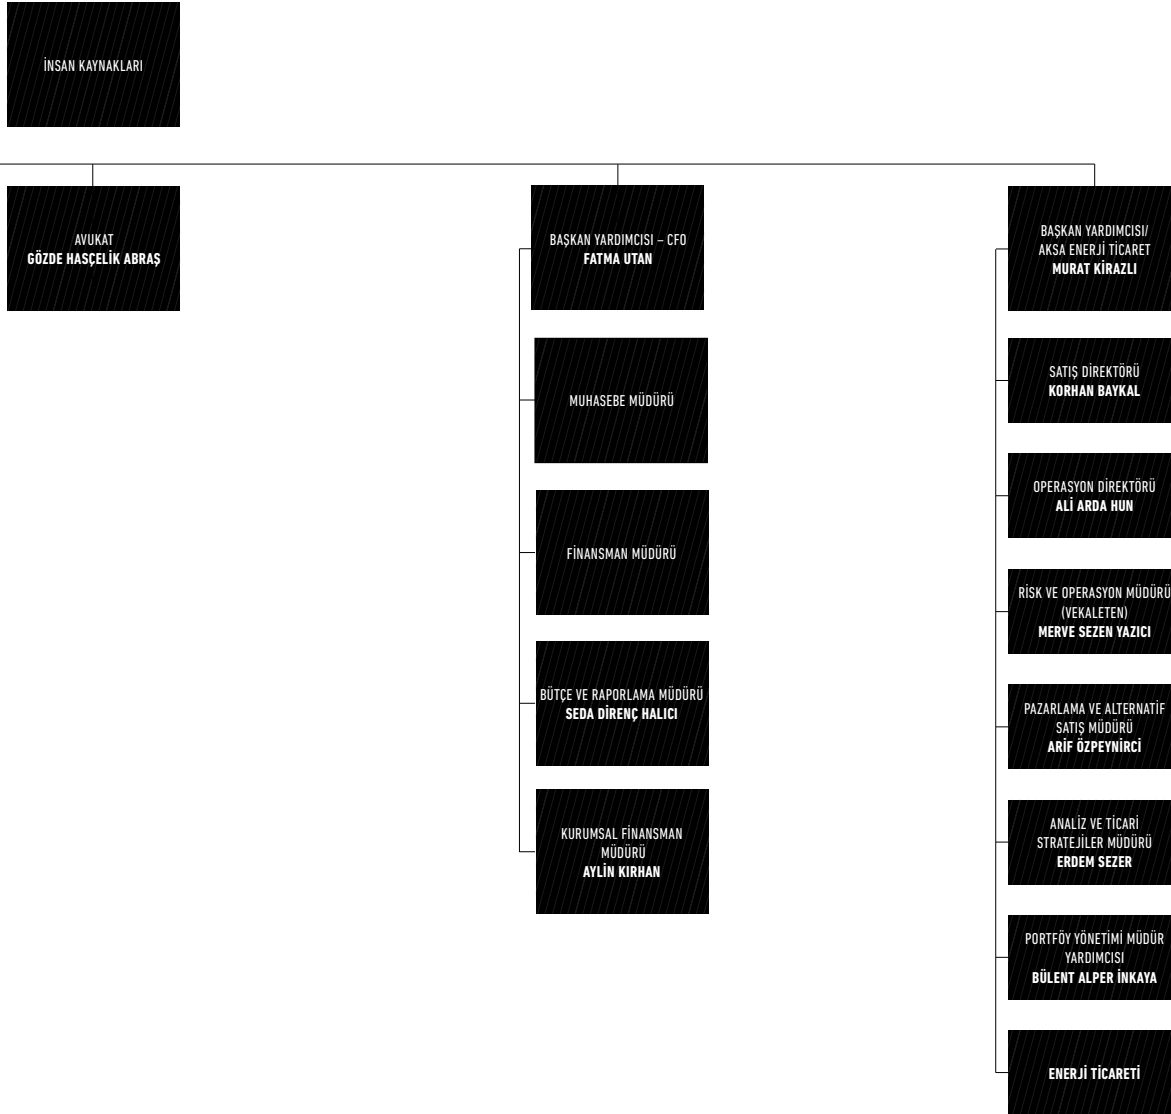 İNSAN KAYNAKLARI
AVUKAT
GÖZDE HASÇELİK ABRAŞ
BAŞKAN YARDIMCISI – CFO
FATMA UTAN
MUHASEBE MÜDÜRÜ
FİNANSMAN MÜDÜRÜ
BÜTÇE VE RAPORLAMA MÜDÜRÜ
SEDA DİRENÇ HALICI
KURUMSAL FİNANSMAN
MÜDÜRÜ
AYLİN KIRHAN
BAŞKAN YARDIMCISI/
AKSA ENERJİ TİCARET
MURAT KİRAZLI
SATIŞ DİREKTÖRÜ
KORHAN BAYKAL
OPERASYON DİREKTÖRÜ
ALİ ARDA HUN
RİSK VE OPERASYON MÜDÜRÜ
(VEKALETEN)
MERVE SEZEN YAZICI
PAZARLAMA VE ALTERNATİF
SATIŞ MÜDÜRÜ
ARİF ÖZPEYNİRCİ
ANALİZ VE TİCARİ
STRATEJİLER MÜDÜRÜ
ERDEM SEZER
PORTFÖY YÖNETİMİ MÜDÜR
YARDIMCISI
BÜLENT ALPER İNKAYA
ENERJİ TİCARETİ